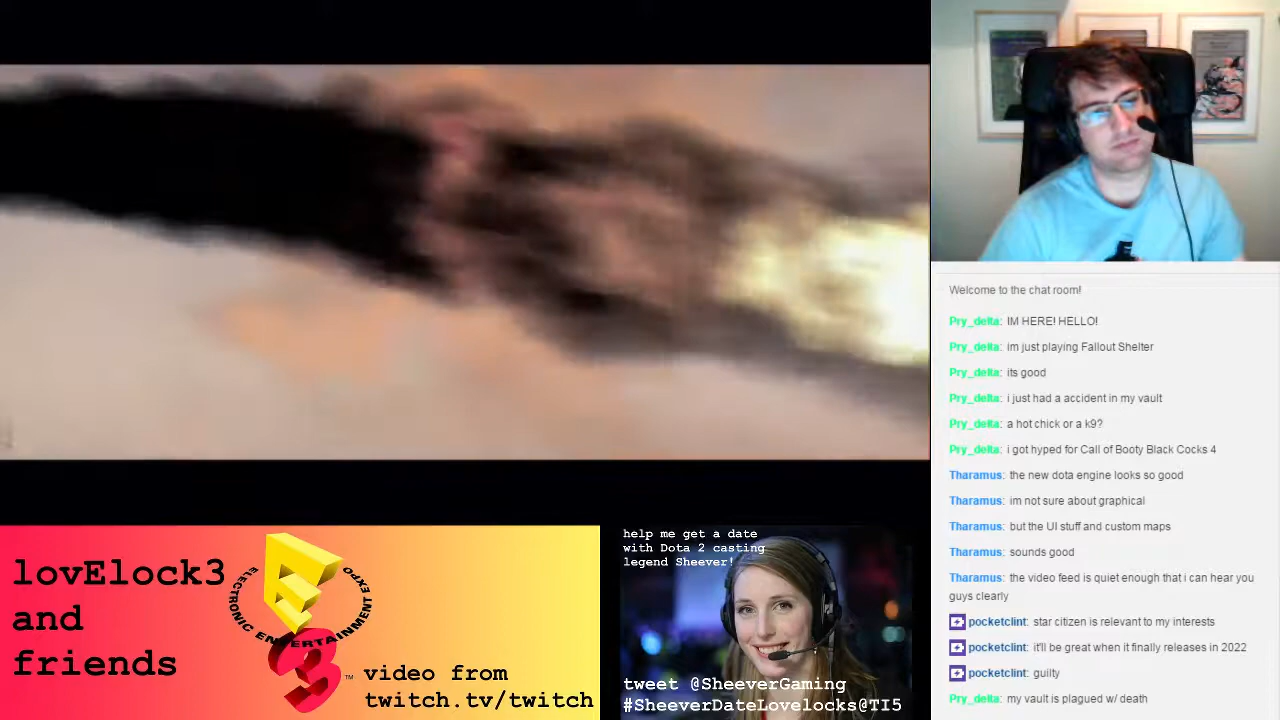 Welcome to the chat room!
Pry_delta: IM HERE! HELLO!
Pry_delta: im just playing Fallout Shelter
Pry_delta: its good
Pry_delta: i just had a accident in my vault
Pry_delta: a hot chick or a k9?
Pry_delta: i got hyped for Call of Booty Black Cocks 4
Tharamus: the new dota engine looks so good
Tharamus: im not sure about graphical
Tharamus: but the UI stuff and custom maps
Tharamus: sounds good
Tharamus: the video feed is quiet enough that i can hear you
guys clearly
pocketclint: star citizen is relevant to my interests
pocketclint: it'll be great when it finally releases in 2022
pocketclint: guilty
Pry_delta: my vault is plagued w/ death
lovElock3
and
friends
E3
ELECTRONIC ENTERTAINMENT EXPO
TM
video from
twitch.tv/twitch
help me get a date
with Dota 2 casting
legend Sheever!
tweet @SheeverGaming
#SheeverDateLovelocks@TI5